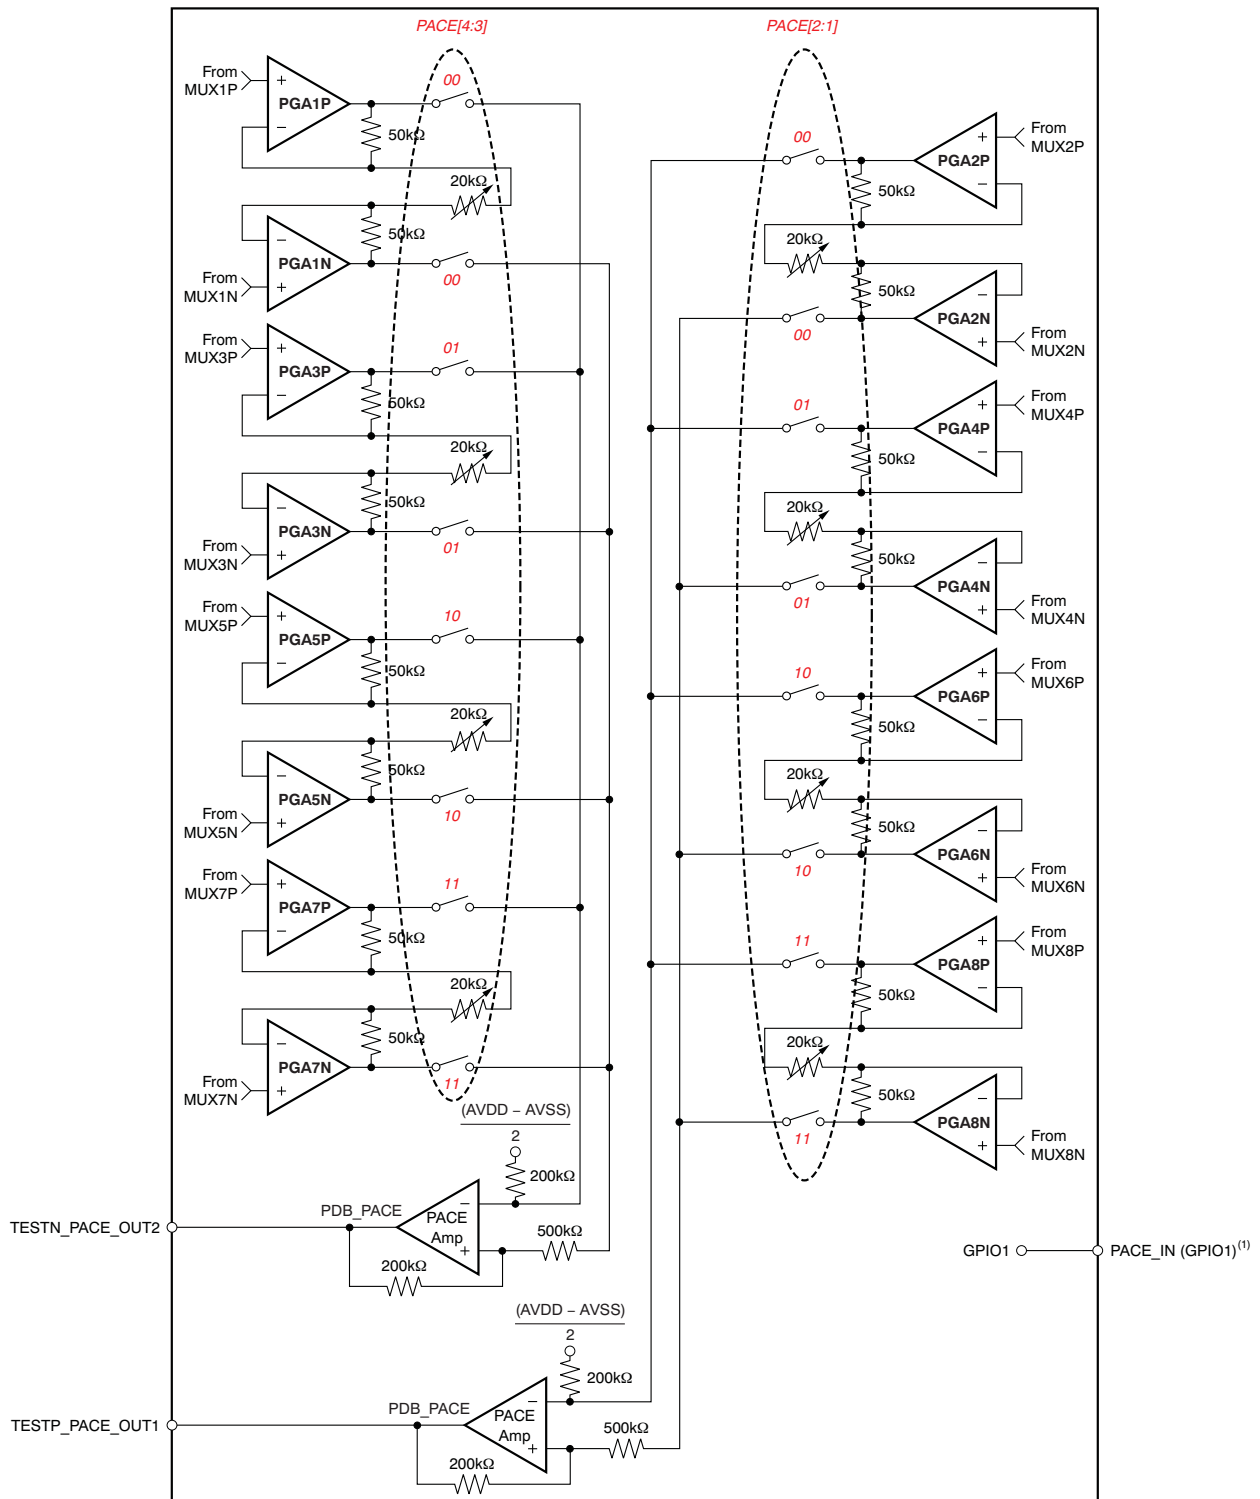 PACE[4:3]
PACE[2:1]
From
MUX1P
+
PGA1P
−
00
50kΩ
20kΩ
−
PGA1N
+
From
MUX1N
50kΩ
00
From
MUX3P
+
PGA3P
−
01
50kΩ
20kΩ
−
PGA3N
+
From
MUX3N
50kΩ
01
From
MUX5P
+
PGA5P
−
10
50kΩ
20kΩ
−
PGA5N
+
From
MUX5N
50kΩ
10
From
MUX7P
+
PGA7P
−
11
50kΩ
20kΩ
−
PGA7N
+
From
MUX7N
50kΩ
11
00
+
PGA2P
−
From
MUX2P
50kΩ
20kΩ
50kΩ
−
PGA2N
+
From
MUX2N
00
01
+
PGA4P
−
From
MUX4P
50kΩ
20kΩ
50kΩ
−
PGA4N
+
From
MUX4N
01
10
+
PGA6P
−
From
MUX6P
50kΩ
20kΩ
50kΩ
−
PGA6N
+
From
MUX6N
10
11
+
PGA8P
−
From
MUX8P
50kΩ
20kΩ
50kΩ
−
PGA8N
+
From
MUX8N
11
(AVDD − AVSS)
2
200kΩ
PDB_PACE
−
PACE
Amp
+
500kΩ
200kΩ
TESTN_PACE_OUT2
GPIO1
PACE_IN (GPIO1)(1)
(AVDD − AVSS)
2
200kΩ
PDB_PACE
−
PACE
Amp
+
500kΩ
200kΩ
TESTP_PACE_OUT1